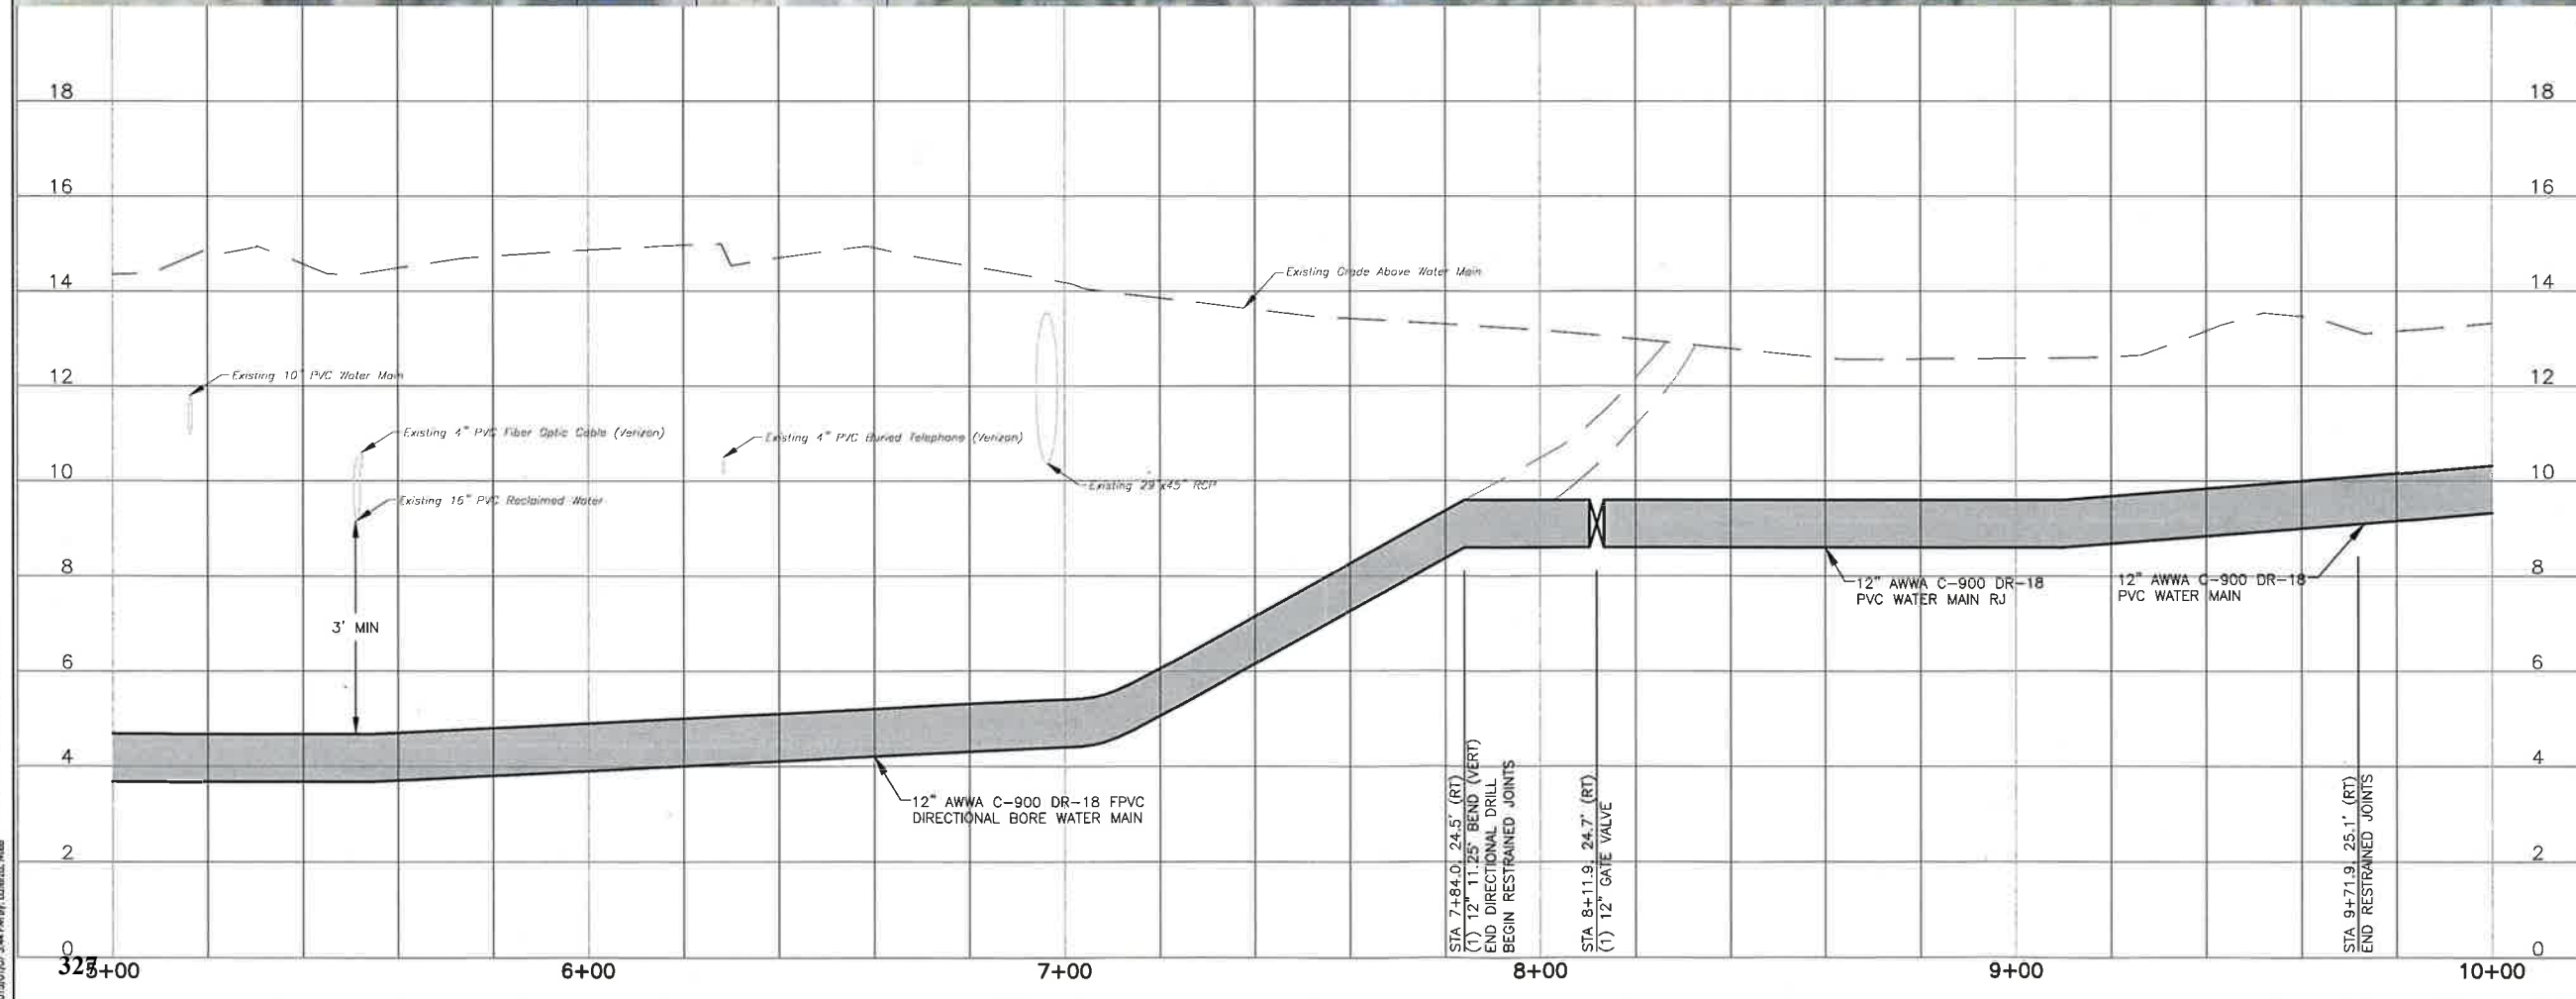 18
18
16
16
14
14
Existing Grade Above Water Main
12
12
Existing 10" PVC Water Main
Existing 4" PVC Fiber Optic Cable (Verizon)
Existing 4" PVC Buried Telephone (Verizon)
10
10
Existing 29"x45" RCP
Existing 16" PVC Reclaimed Water
8
8
12" AWWA C-900 DR-18
PVC WATER MAIN RJ
12" AWWA C-900 DR-18
PVC WATER MAIN
3' MIN
6
6
4
4
12" AWWA C-900 DR-18 FPVC
DIRECTIONAL BORE WATER MAIN
STA 7+84.0, 24.5' (RT)
(1) 12" 11.25° BEND (VERT)
END DIRECTIONAL DRILL
BEGIN RESTRAINED JOINTS
STA 8+11.9, 24.7' (RT)
(1) 12" GATE VALVE
STA 9+71.9, 25.1' (RT)
END RESTRAINED JOINTS
2
2
0
0
5+00
6+00
7+00
8+00
9+00
10+00